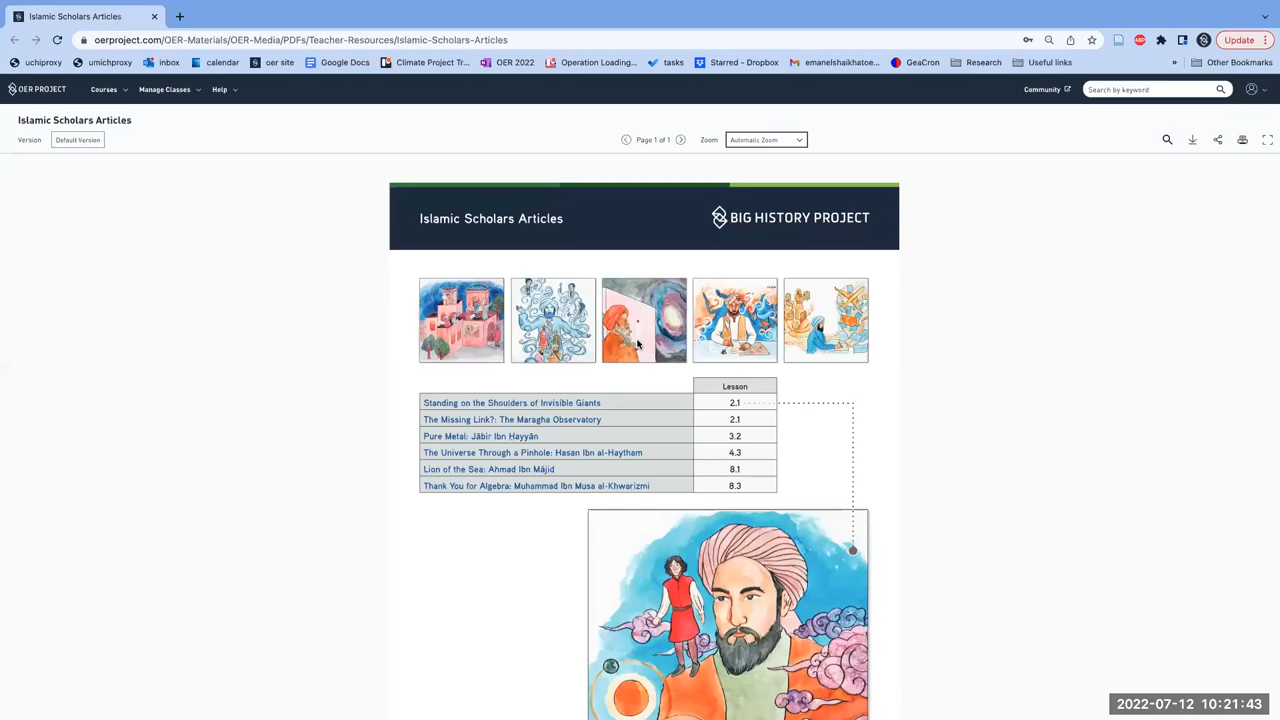 Islamic Scholars Articles
oerproject.com/OER-Materials/OER-Media/PDFs/Teacher-Resources/Islamic-Scholars-Articles
ABP
Update
uchiproxy umichproxy inbox calendar oer site Google Docs Climate Project Tr... OER 2022 Operation Loading... tasks Starred - Dropbox emanelshaikhatoe... GeaCron Research Useful links » Other Bookmarks
OER PROJECT Courses Manage Classes Help Community Search by keyword
Islamic Scholars Articles
Version Default Version Page 1 of 1 Zoom Automatic Zoom
Islamic Scholars Articles BIG HISTORY PROJECT
Lesson
Standing on the Shoulders of Invisible Giants 2.1
The Missing Link?: The Maragha Observatory 2.1
Pure Metal: Jābir Ibn Ḥayyān 3.2
The Universe Through a Pinhole: Hasan Ibn al-Haytham 4.3
Lion of the Sea: Ahmad Ibn Mājid 8.1
Thank You for Algebra: Muhammad Ibn Musa al-Khwarizmi 8.3
2022-07-12 10:21:43